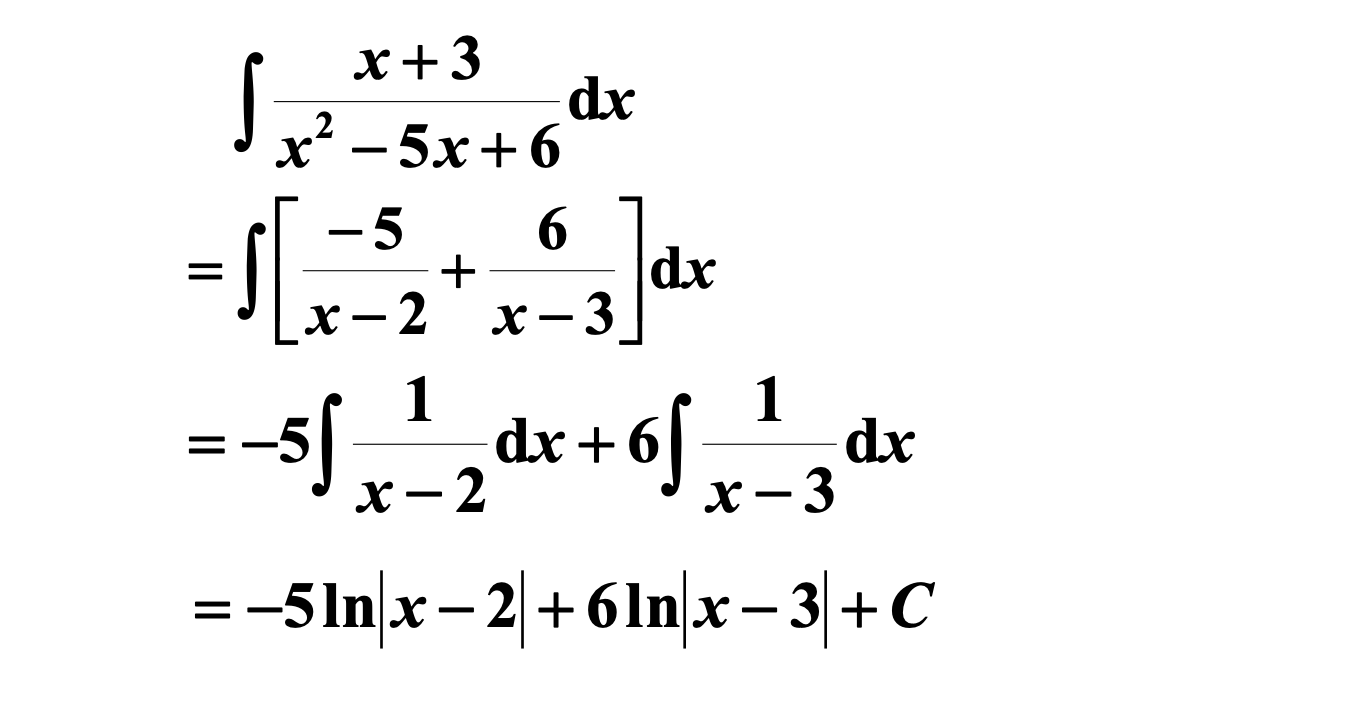 ∫ (x + 3)/(x² − 5x + 6) dx
= ∫ [ (−5)/(x − 2) + 6/(x − 3) ] dx
= −5 ∫ 1/(x − 2) dx + 6 ∫ 1/(x − 3) dx
= −5 ln|x − 2| + 6 ln|x − 3| + C